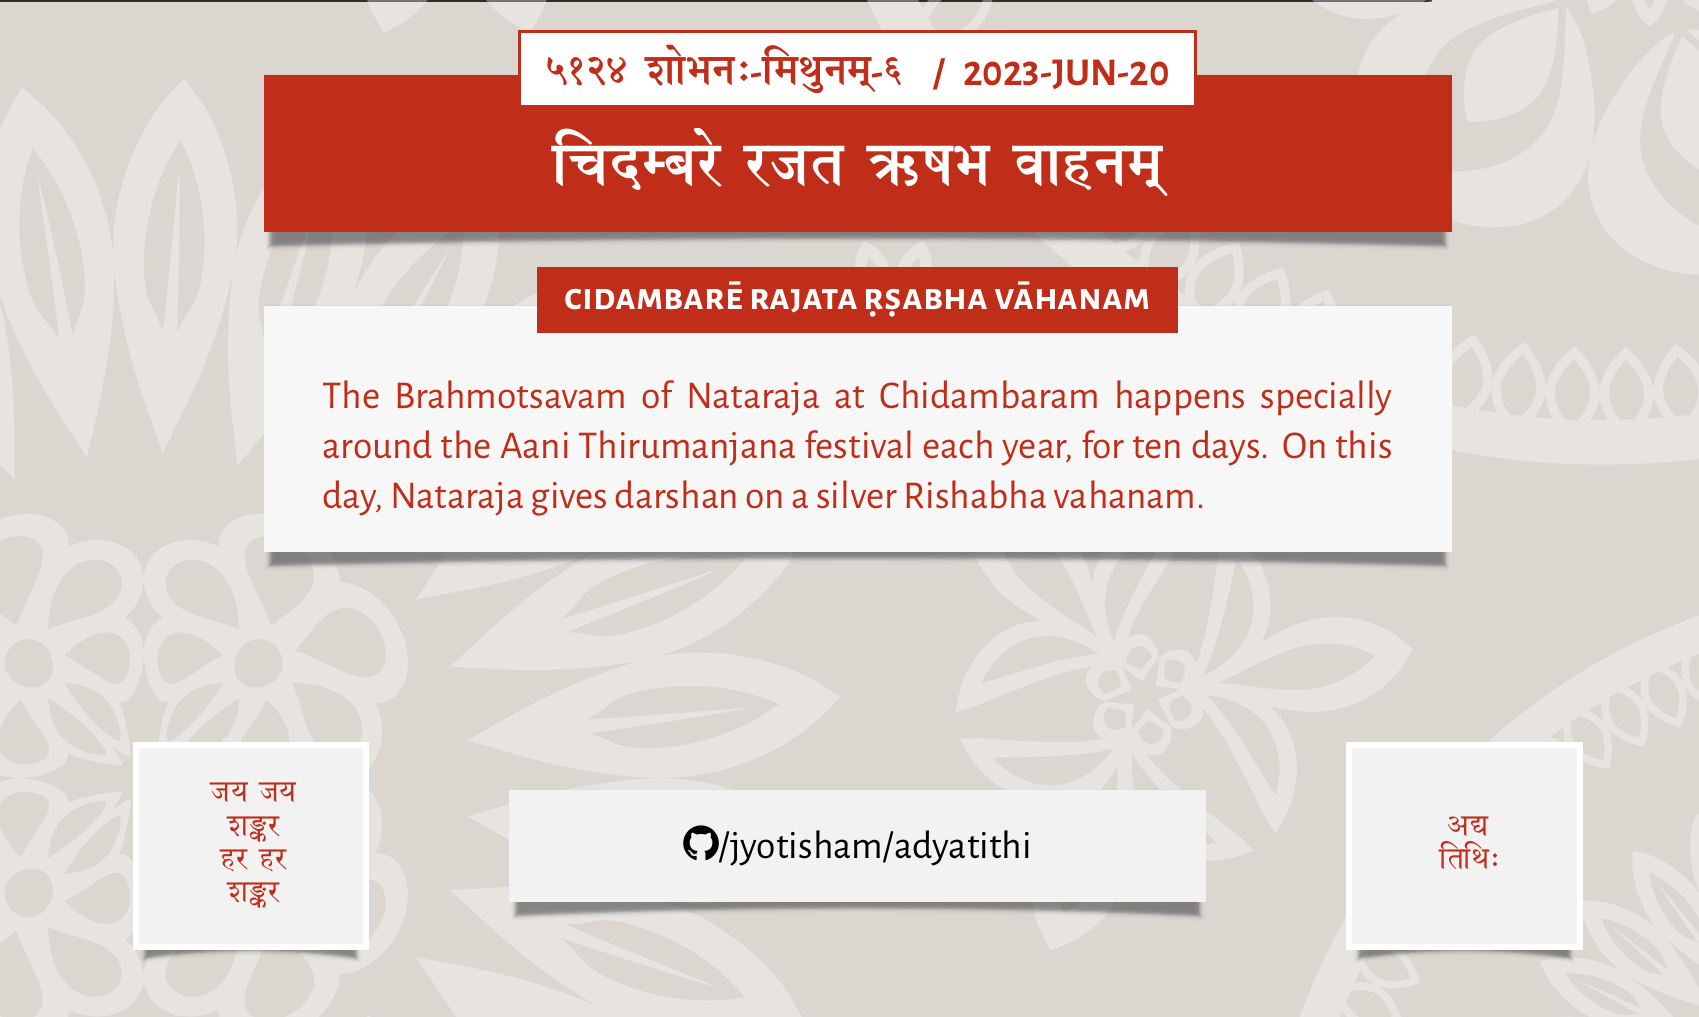 ५१२४ शोभनः-मिथुनम्-६ / 2023-JUN-20
चिदम्बरे रजत ऋषभ वाहनम्
CIDAMBARĒ RAJATA ṚṢABHA VĀHANAM
The Brahmotsavam of Nataraja at Chidambaram happens specially
around the Aani Thirumanjana festival each year, for ten days. On this
day, Nataraja gives darshan on a silver Rishabha vahanam.
जय जय
शङ्कर
हर हर
शङ्कर
/jyotisham/adyatithi
अद्य
तिथिः